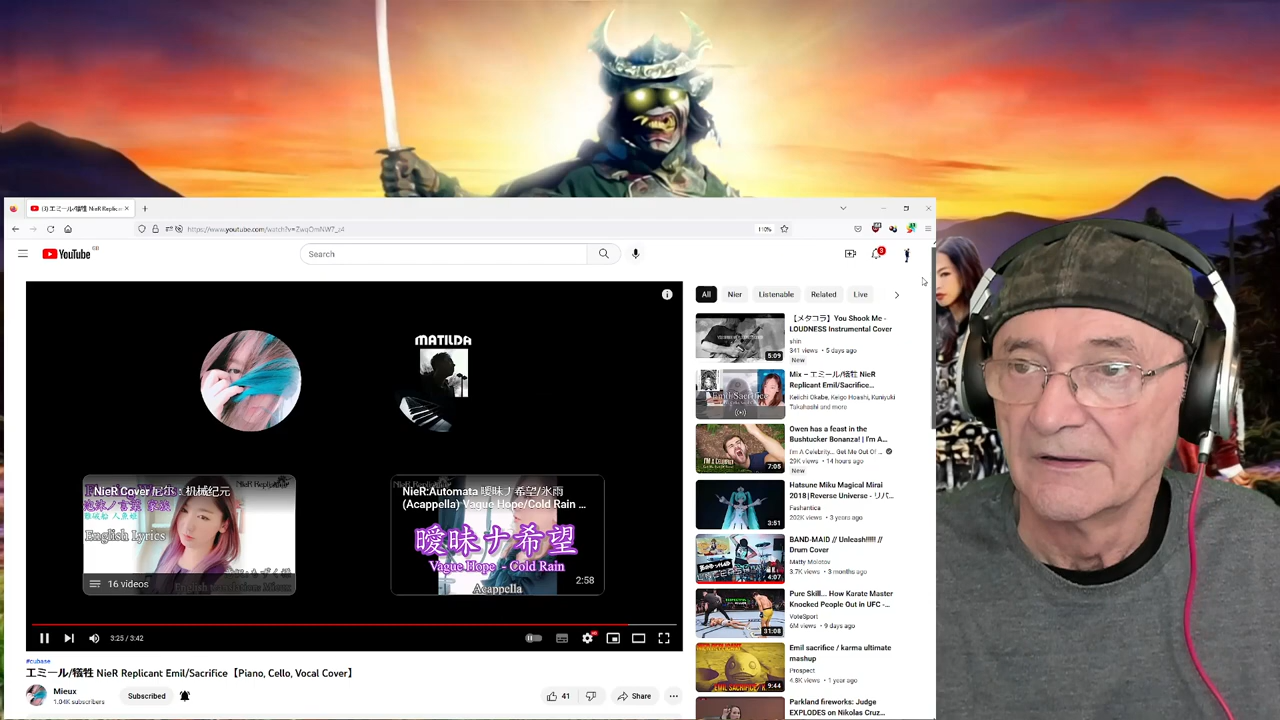 (3) エミール/犠牲 NieR Replic
https://www.youtube.com/watch?v=ZwqOmNW7_z4
110%
YouTube
Search
8
MATILDA
NieR Cover 尼尔：机械纪元
English Lyrics
16 videos
NieR:Automata 曖昧ナ希望/氷雨
(Acappella) Vague Hope/Cold Rain ...
曖昧ナ希望
Vague Hope - Cold Rain
Acappella
2:58
3:25 / 3:42
#cubase
エミール/犠牲 NieR Replicant Emil/Sacrifice【Piano, Cello, Vocal Cover】
Mieux
1.04K subscribers
Subscribed
41
Share
All
Nier
Listenable
Related
Live
【メタコラ】You Shook Me -
LOUDNESS Instrumental Cover
shin
341 views • 5 days ago
New
5:09
Mix – エミール/犠牲 NieR
Replicant Emil/Sacrifice...
Keiichi Okabe, Keigo Hoashi, Kuniyuki
Takahashi and more
Owen has a feast in the
Bushtucker Bonanza! | I'm A...
I'm A Celebrity... Get Me Out Of ...
29K views • 14 hours ago
New
7:05
Hatsune Miku Magical Mirai
2018|Reverse Universe - リバ...
Fashantica
202K views • 3 years ago
3:51
BAND-MAID // Unleash!!!!! //
Drum Cover
Matty Molotov
3.7K views • 3 months ago
4:07
Pure Skill... How Karate Master
Knocked People Out in UFC -...
VoteSport
6M views • 9 days ago
31:08
Emil sacrifice / karma ultimate
mashup
Prospect
4.8K views • 1 year ago
9:44
Parkland fireworks: Judge
EXPLODES on Nikolas Cruz...